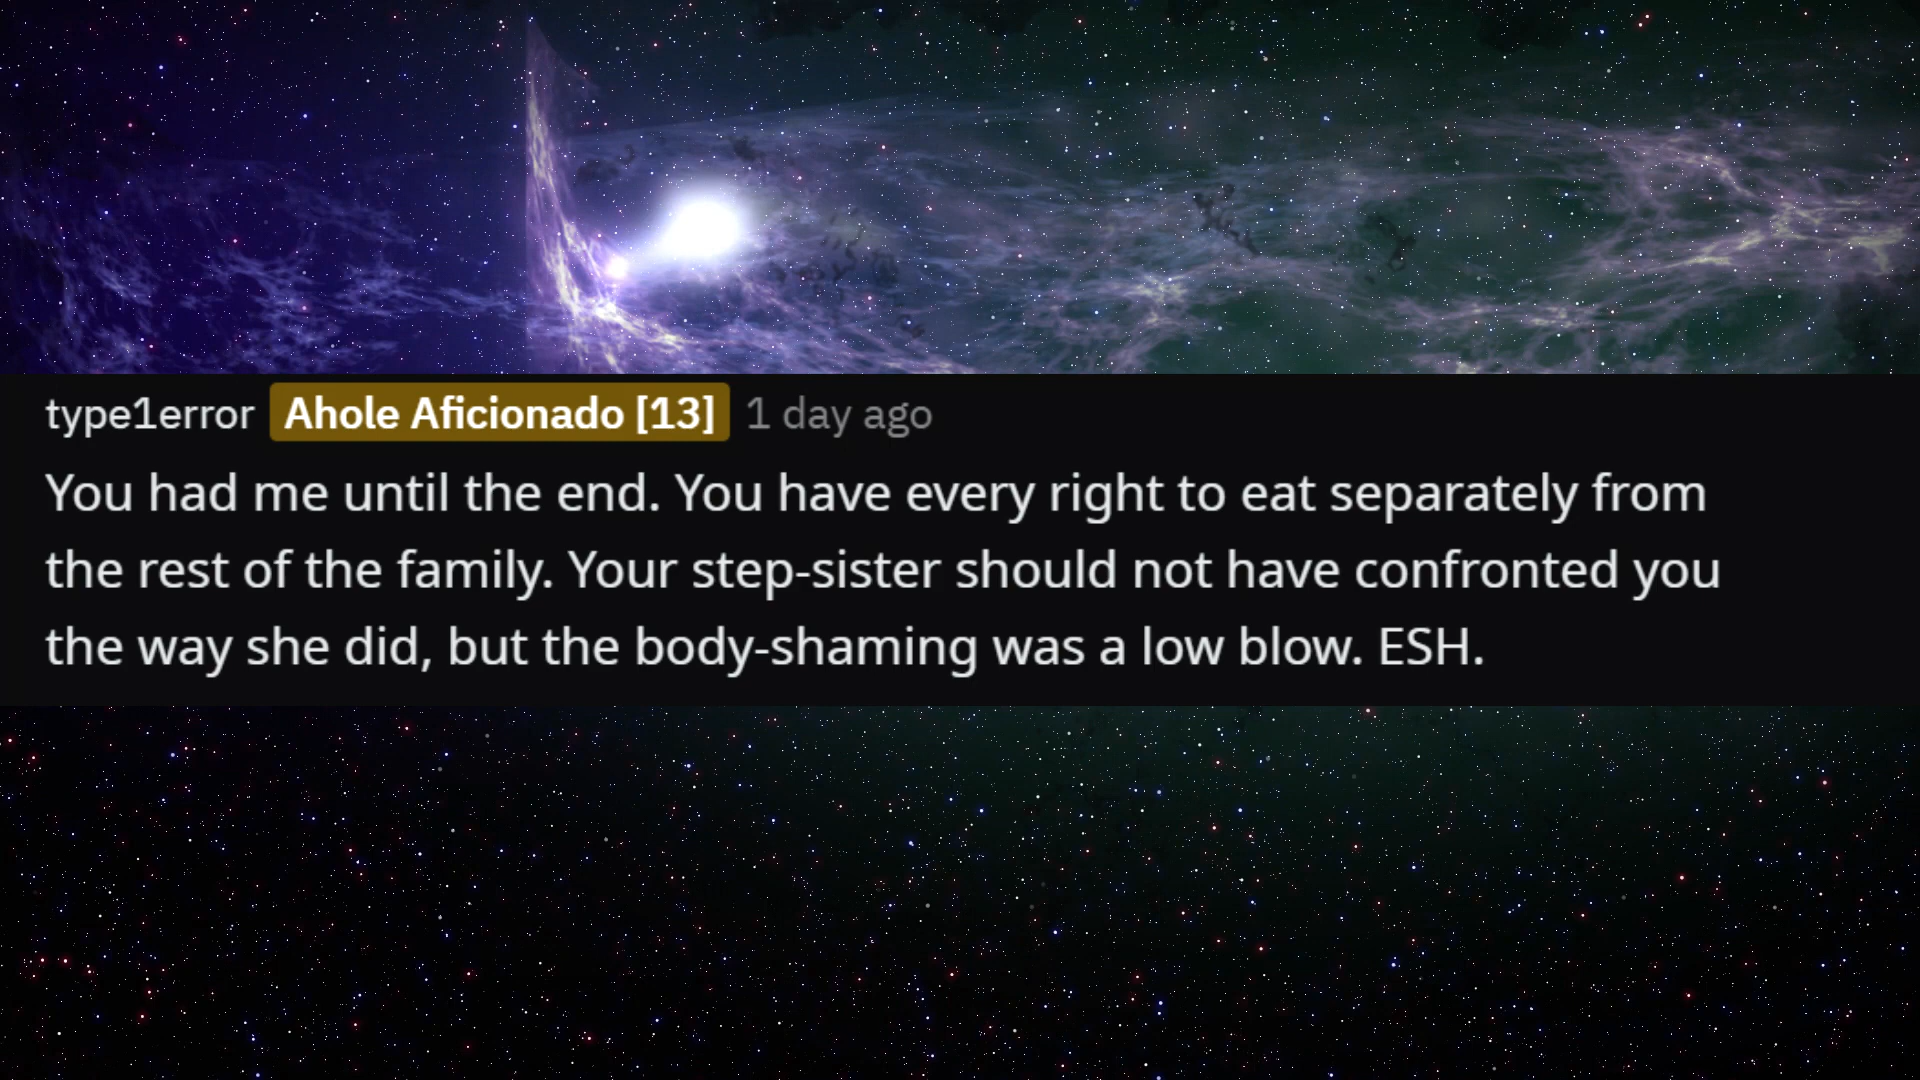 type1error Ahole Aficionado [13] 1 day ago
You had me until the end. You have every right to eat separately from
the rest of the family. Your step-sister should not have confronted you
the way she did, but the body-shaming was a low blow. ESH.